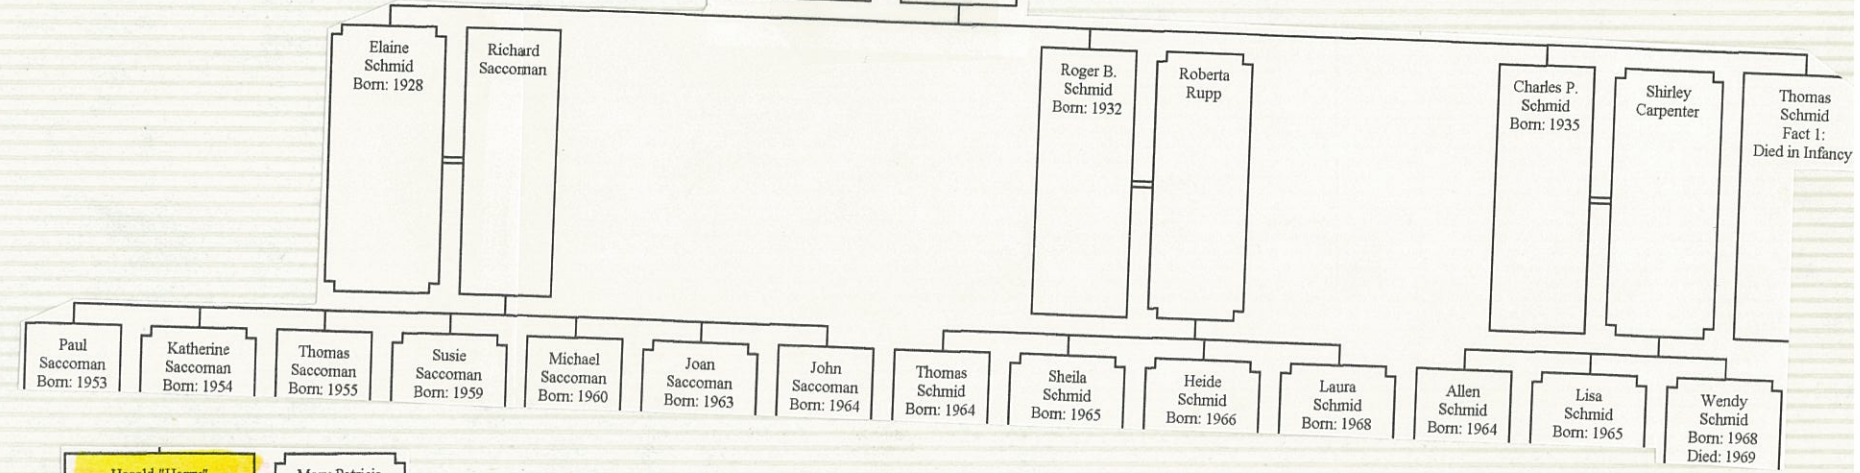 Elaine
Schmid
Born: 1928
Richard
Saccoman
Roger B.
Schmid
Born: 1932
Roberta
Rupp
Charles P.
Schmid
Born: 1935
Shirley
Carpenter
Thomas
Schmid
Fact 1:
Died in Infancy
Paul
Saccoman
Born: 1953
Katherine
Saccoman
Born: 1954
Thomas
Saccoman
Born: 1955
Susie
Saccoman
Born: 1959
Michael
Saccoman
Born: 1960
Joan
Saccoman
Born: 1963
John
Saccoman
Born: 1964
Thomas
Schmid
Born: 1964
Sheila
Schmid
Born: 1965
Heide
Schmid
Born: 1966
Laura
Schmid
Born: 1968
Allen
Schmid
Born: 1964
Lisa
Schmid
Born: 1965
Wendy
Schmid
Born: 1968
Died: 1969